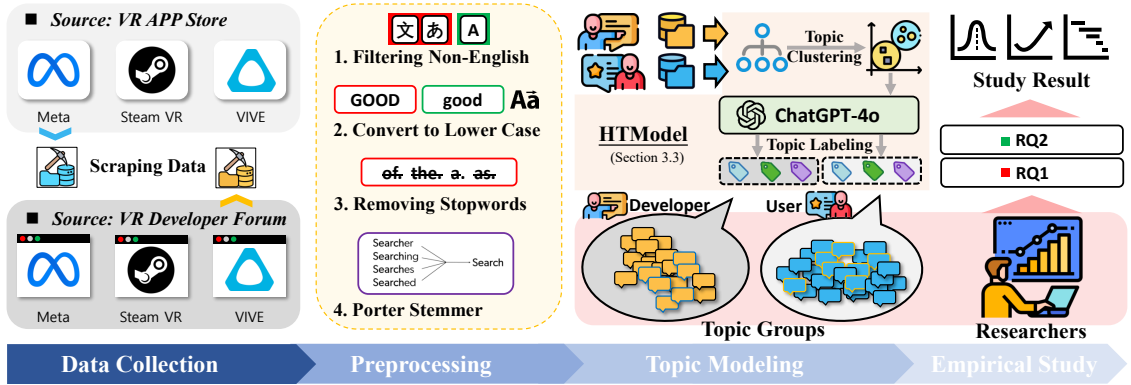 ■ Source: VR APP Store
Meta
Steam VR
VIVE
Scraping Data
■ Source: VR Developer Forum
Meta
Steam VR
VIVE
Data Collection
文 あ A
1. Filtering Non-English
GOOD good Aā
2. Convert to Lower Case
of. the. a. as.
3. Removing Stopwords
Searcher
Searching
Searches
Searched
Search
4. Porter Stemmer
Preprocessing
Topic
Clustering
ChatGPT-4o
HTModel
(Section 3.3)
Topic Labeling
Developer
User
Topic Groups
Topic Modeling
Study Result
RQ2
RQ1
Researchers
Empirical Study